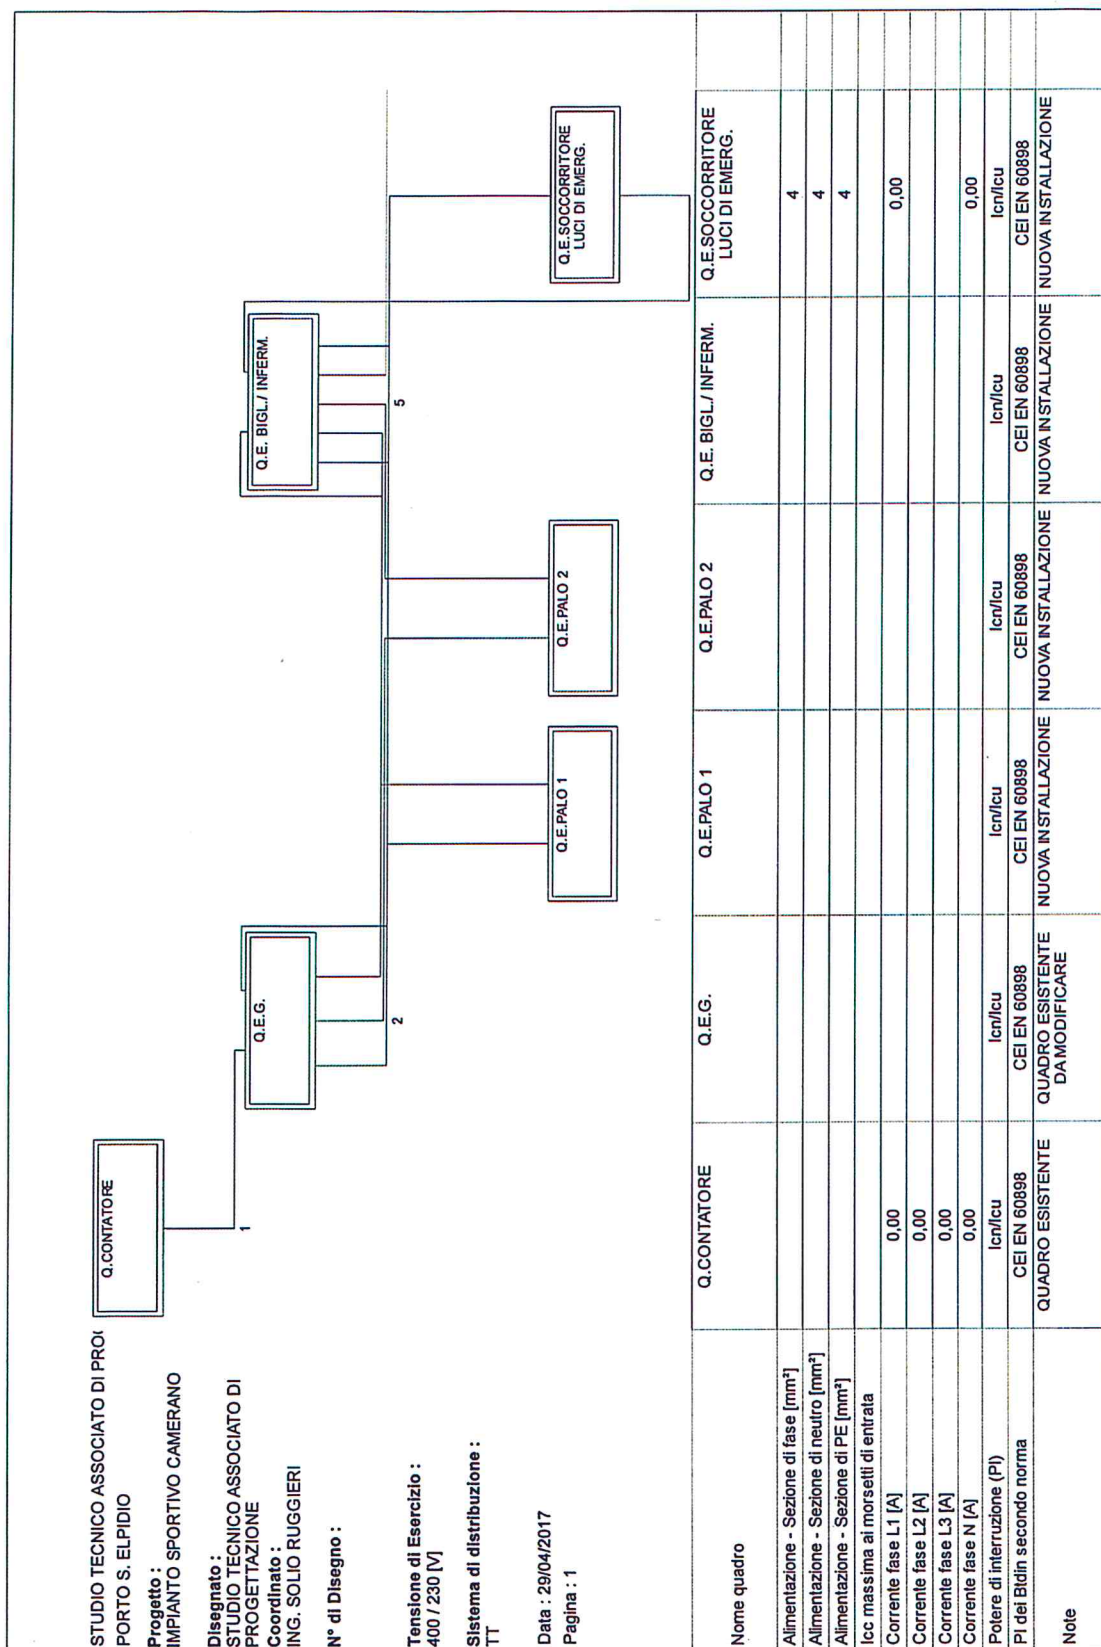 STUDIO TECNICO ASSOCIATO DI PRO
PORTO S. ELPIDIO
Progetto :
IMPIANTO SPORTIVO CAMERANO
Disegnato :
STUDIO TECNICO ASSOCIATO DI
PROGETTAZIONE
Coordinato :
ING. SOLIO RUGGIERI
N° di Disegno :
Tensione di Esercizio :
400 / 230 [V]
Sistema di distribuzione :
TT
Data : 29/04/2017
Pagina : 1
Q.CONTATORE
1
Q.E.G.
2
Q.E.PALO 1
Q.E.PALO 2
Q.E. BIGL./ INFERM.
5
Q.E.SOCCORRITORE
LUCI DI EMERG.
Nome quadro Q.CONTATORE Q.E.G. Q.E.PALO 1 Q.E.PALO 2 Q.E. BIGL./ INFERM. Q.E.SOCCORRITORE
LUCI DI EMERG.
Alimentazione - Sezione di fase [mm²] 4
Alimentazione - Sezione di neutro [mm²] 4
Alimentazione - Sezione di PE [mm²] 4
Icc massima ai morsetti di entrata
Corrente fase L1 [A] 0,00 0,00
Corrente fase L2 [A] 0,00
Corrente fase L3 [A] 0,00
Corrente fase N [A] 0,00 0,00
Potere di interruzione (PI) Icn/Icu Icn/Icu Icn/Icu Icn/Icu Icn/Icu Icn/Icu
PI dei Btdin secondo norma CEI EN 60898 CEI EN 60898 CEI EN 60898 CEI EN 60898 CEI EN 60898 CEI EN 60898
Note QUADRO ESISTENTE QUADRO ESISTENTE NUOVA INSTALLAZIONE NUOVA INSTALLAZIONE NUOVA INSTALLAZIONE NUOVA INSTALLAZIONE
DA MODIFICARE